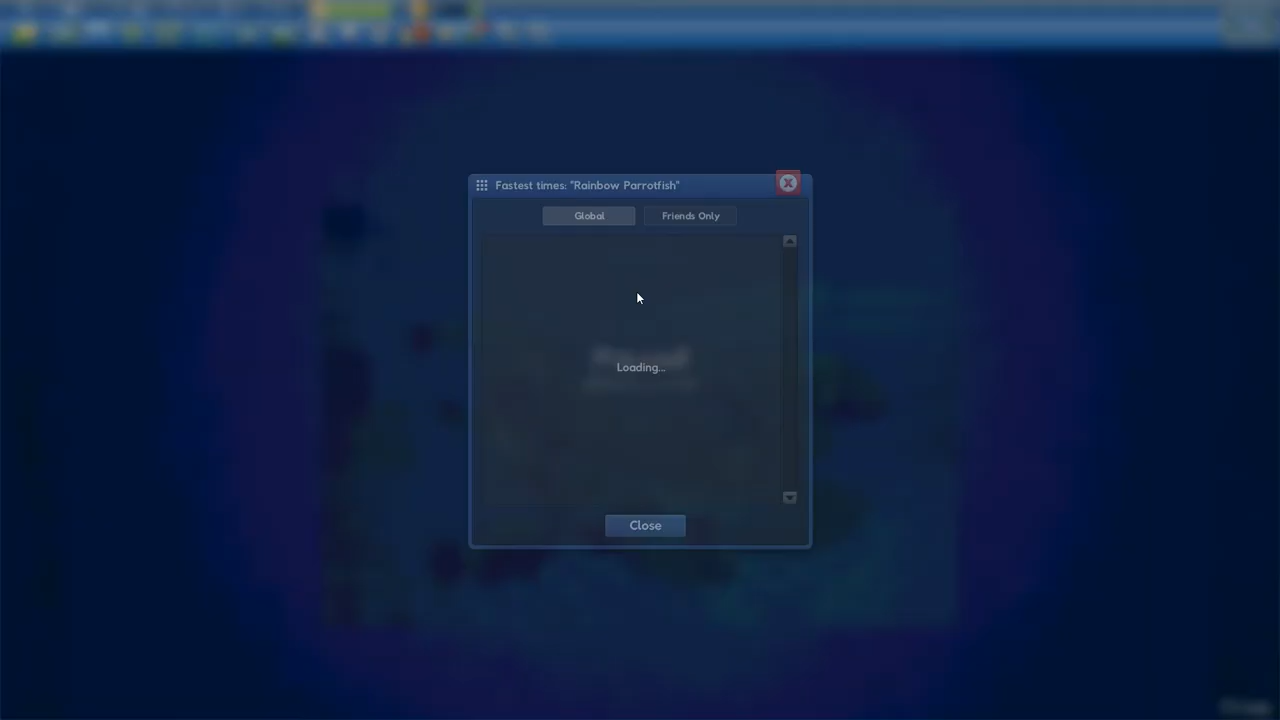 Fastest times: "Rainbow Parrotfish"
Global
Friends Only
Loading...
Close